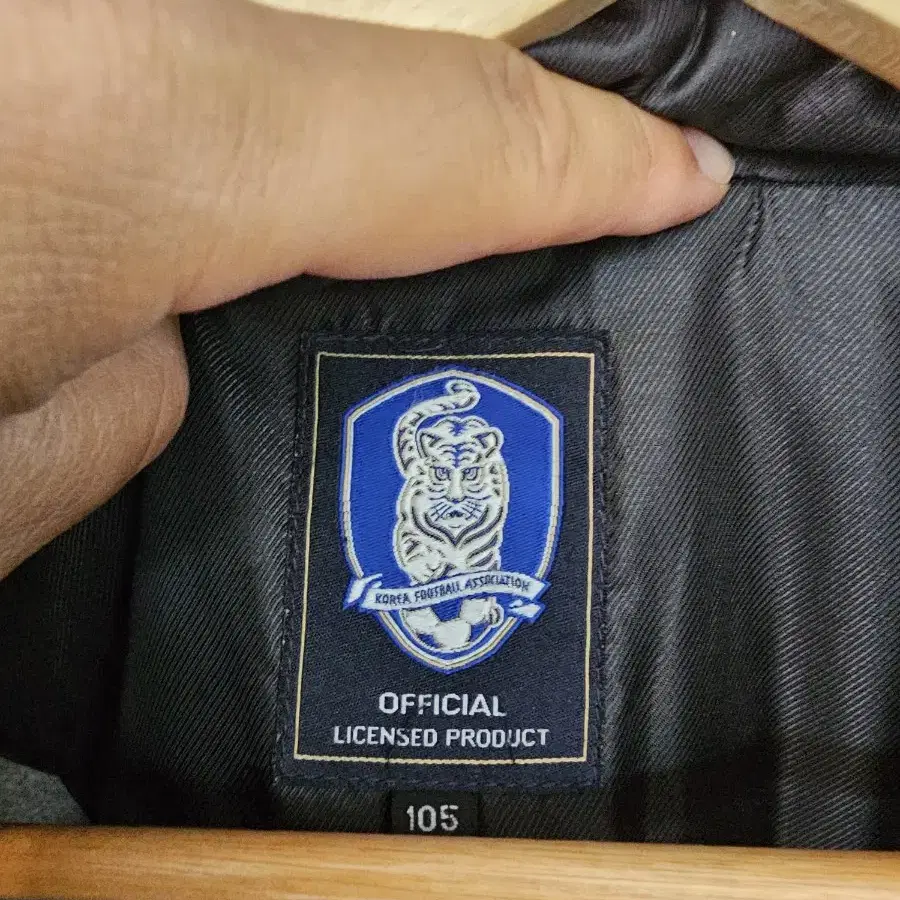 KOREA FOOTBALL ASSOCIATION
OFFICIAL
LICENSED PRODUCT
105